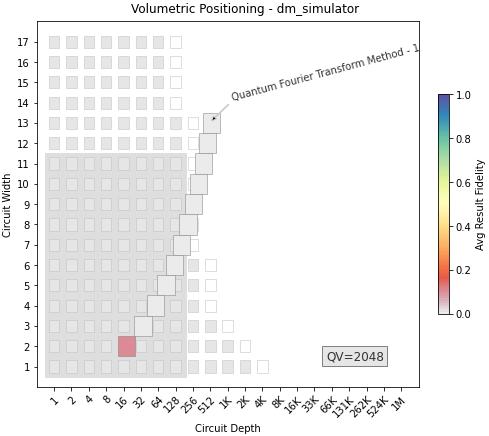 Volumetric Positioning - dm_simulator
Quantum Fourier Transform Method - 1
Circuit Width
17
16
15
14
13
12
11
10
9
8
7
6
5
4
3
2
1
QV=2048
1
2
4
8
16
32
64
128
256
512
1K
2K
4K
8K
16K
33K
66K
131K
262K
524K
1M
Circuit Depth
1.0
0.8
0.6
0.4
0.2
0.0
Avg Result Fidelity